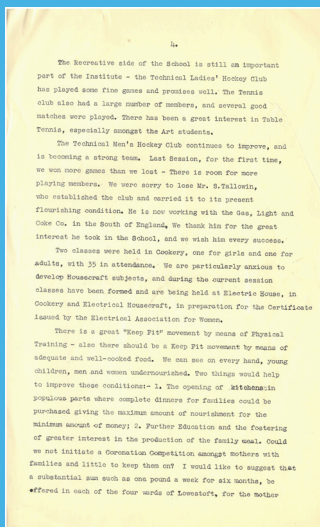 4.
The Recreative side of the School is still am important
part of the Institute - the Technical Ladies' Hockey Club
has played some fine games and promises well. The Tennis
club also had a large number of members, and several good
matches were played. There has been a great interest in Table
Tennis, especially amongst the Art students.
The Technical Men's Hockey Club continues to improve, and
is becoming a strong team. Last Session, for the first time,
we won more games than we lost - There is room for more
playing members. We were sorry to lose Mr. S.Tallowin,
who established the club and carried it to its present
flourishing condition. He is now working with the Gas, Light and
Coke Co. in the South of England, We thank him for the great
interest he took in the School, and we wish him every success.
Two classes were held in Cookery, one for girls and one for
adults, with 35 in attendance. We are particularly anxious to
develop Housecraft subjects, and during the current session
classes have been formed and are being held at Electric House, in
Cookery and Electrical Housecraft, in preparation for the Certificate
issued by the Electrical Association for Women.
There is a great "Keep Fit" movement by means of Physical
Training - also there should be a Keep Fit movement by means of
adequate and well-cooked food. We can see on every hand, young
children, men and women undernourished. Two things would help
to improve these conditions:- 1. The opening of kitchens in
populous parts where complete dinners for families could be
purchased giving the maximum amount of nourishment for the
minimum amount of money; 2. Further Education and the fostering
of greater interest in the production of the family meal. Could
we not initiate a Coronation Competition amongst mothers with
families and little to keep them on? I would like to suggest that
a substantial sum such as one pound a week for six months, be
offered in each of the four wards of Lowestoft, for the mother